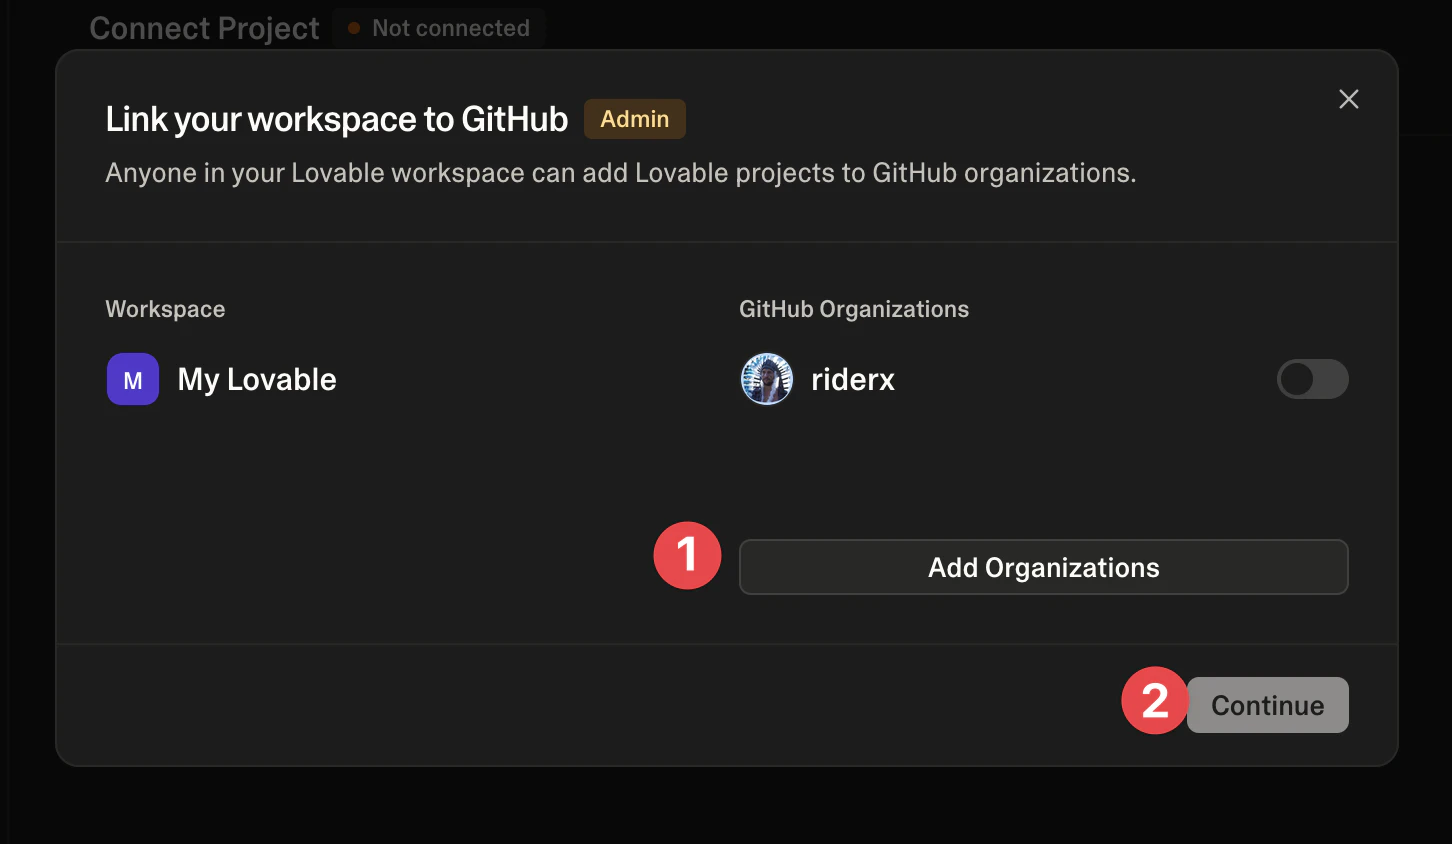 Connect Project Not connected
Link your workspace to GitHub Admin
Anyone in your Lovable workspace can add Lovable projects to GitHub organizations.
Workspace GitHub Organizations
M My Lovable riderx
1 Add Organizations
2 Continue